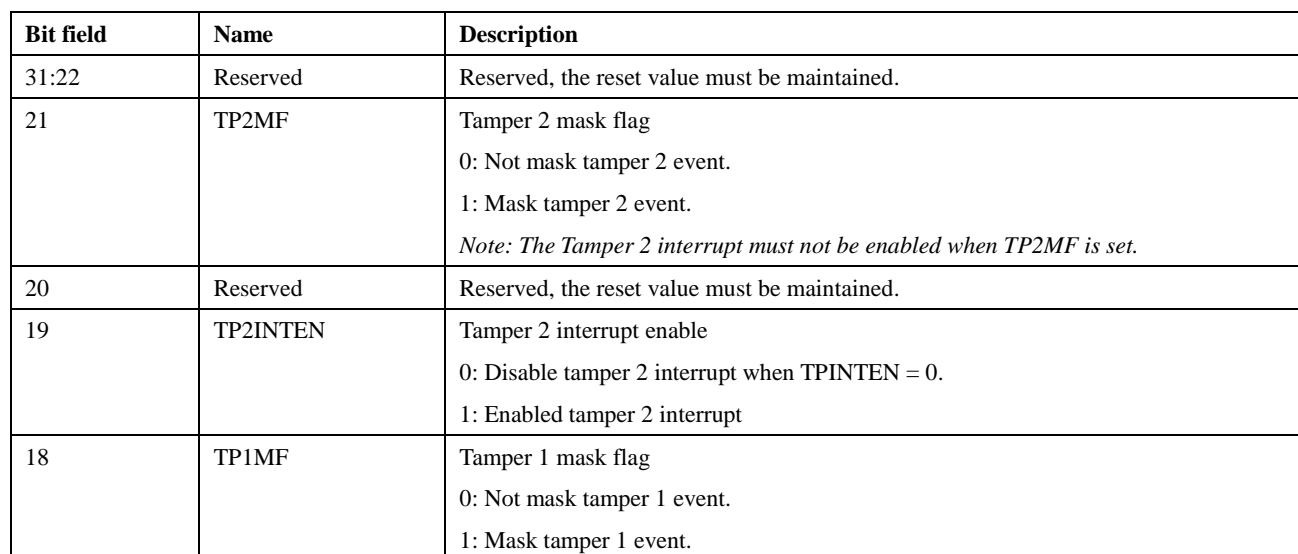 Bit field Name Description
31:22 Reserved Reserved, the reset value must be maintained.
21 TP2MF Tamper 2 mask flag
0: Not mask tamper 2 event.
1: Mask tamper 2 event.
Note: The Tamper 2 interrupt must not be enabled when TP2MF is set.
20 Reserved Reserved, the reset value must be maintained.
19 TP2INTEN Tamper 2 interrupt enable
0: Disable tamper 2 interrupt when TPINTEN = 0.
1: Enabled tamper 2 interrupt
18 TP1MF Tamper 1 mask flag
0: Not mask tamper 1 event.
1: Mask tamper 1 event.